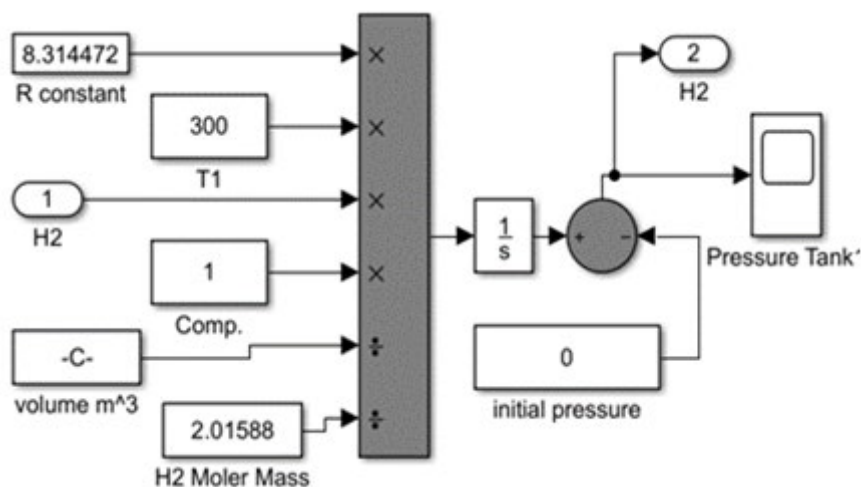 8.314472
R constant
×
300
T1
×
1
H2
×
1
Comp.
×
-C-
volume m^3
÷
2.01588
H2 Moler Mass
÷
1
s
+
−
2
H2
Pressure Tank'
0
initial pressure